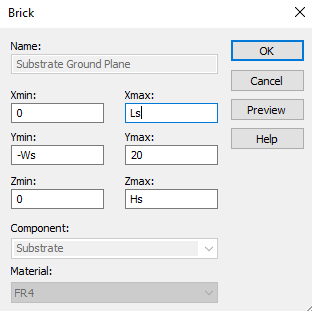 Brick
Name:
Substrate Ground Plane
OK
Cancel
Xmin: Xmax:
0 Ls
Preview
Ymin: Ymax:
Help
-Ws 20
Zmin: Zmax:
0 Hs
Component:
Substrate
Material:
FR4